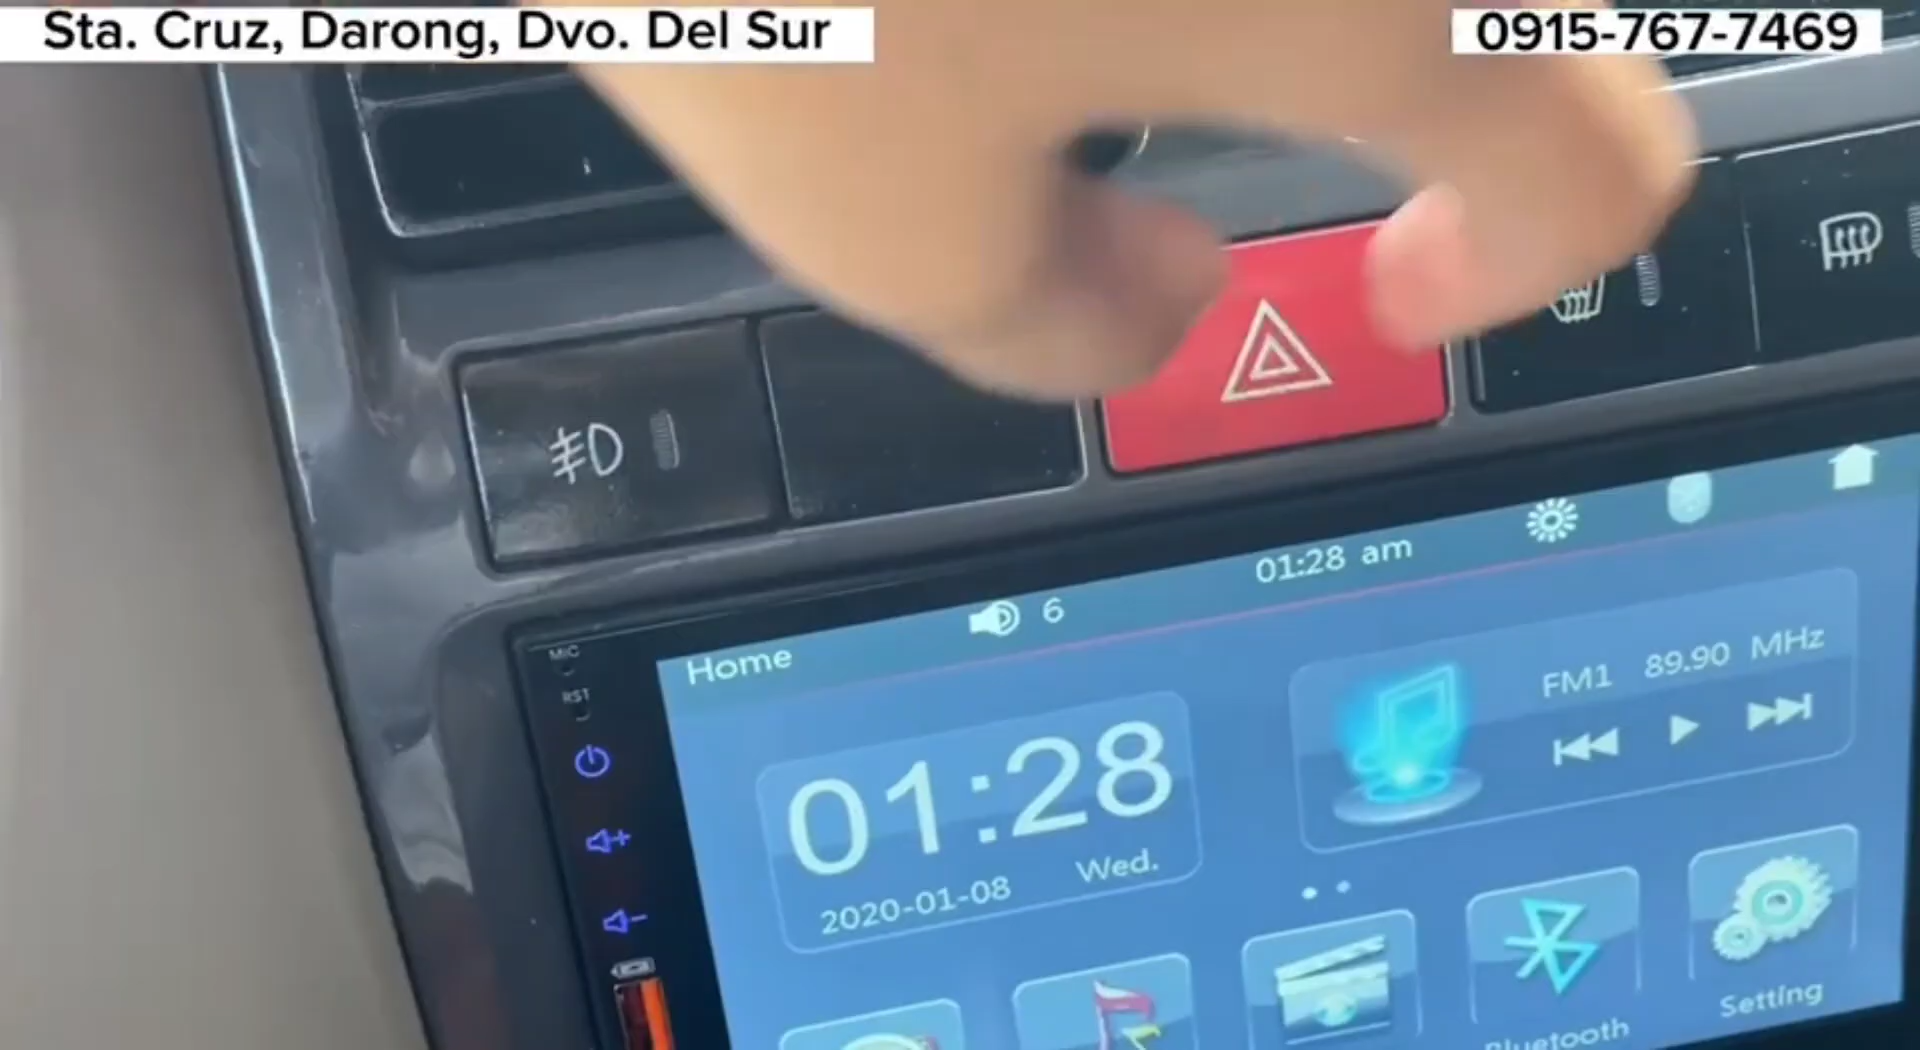 Sta. Cruz, Darong, Dvo. Del Sur
0915-767-7469
01:28 am
6
Home
MIC
RST
FM1 89.90 MHz
01:28
2020-01-08 Wed.
Setting
Bluetooth